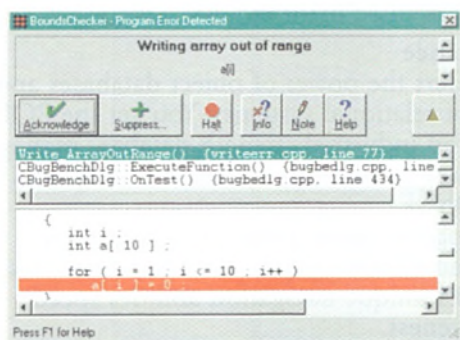 BoundsChecker - Program Error Detected
Writing array out of range
a[i]
Acknowledge Suppress... Halt Info Note Help
Write_ArrayOutRange() {writeerr.cpp, line 77}
CBugBenchDlg::ExecuteFunction() {bugbedlg.cpp, line
CBugBenchDlg::OnTest() {bugbedlg.cpp, line 434}
{
int i ;
int a[ 10 ] ;
for ( i = 1 ; i <= 10 ; i++ )
a[ i ] = 0 ;
}
Press F1 for Help